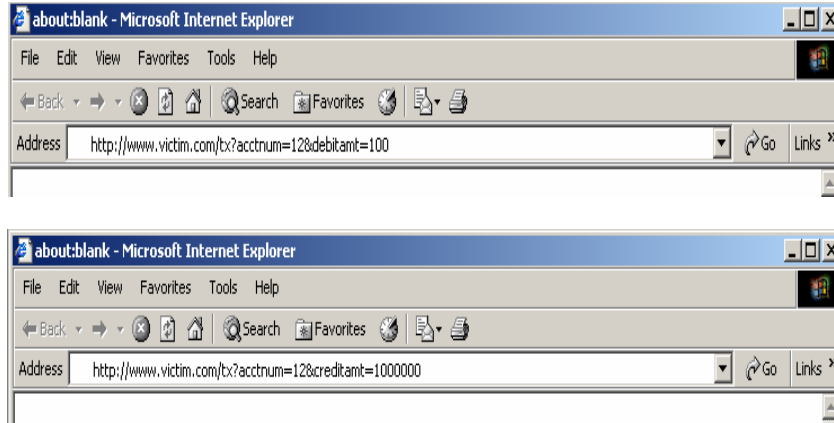 about:blank - Microsoft Internet Explorer
File Edit View Favorites Tools Help
Back Search Favorites
Address http://www.victim.com/tx?acctnum=12&debitamt=100 Go Links »
about:blank - Microsoft Internet Explorer
File Edit View Favorites Tools Help
Back Search Favorites
Address http://www.victim.com/tx?acctnum=12&creditamt=1000000 Go Links »